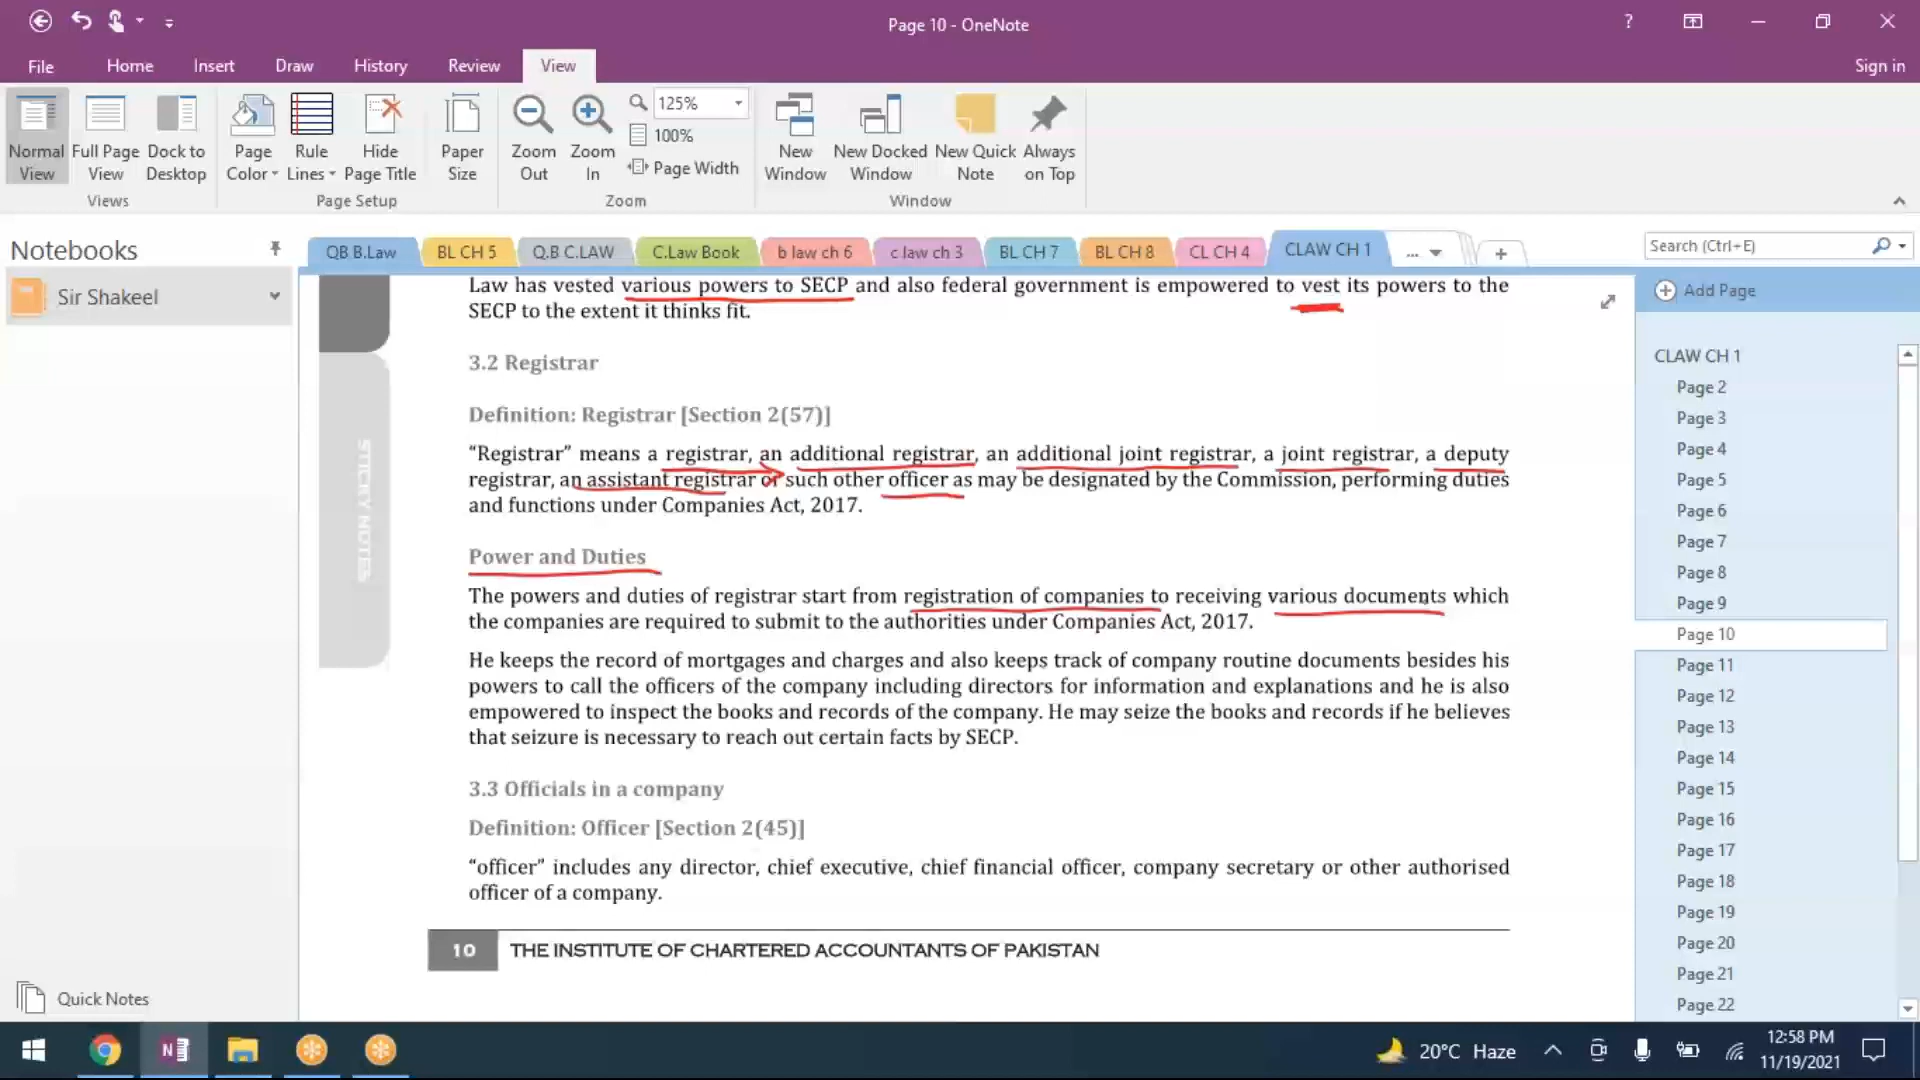 Page 10 - OneNote
?
File
Home
Insert
Draw
History
Review
View
Sign in
Normal View
Full Page View
Dock to Desktop
Views
Page Color
Rule Lines
Hide Page Title
Paper Size
Page Setup
Zoom Out
Zoom In
125%
100%
Page Width
Zoom
New Window
New Docked Window
New Quick Note
Always on Top
Window
Notebooks
Sir Shakeel
Quick Notes
QB B.Law
BL CH 5
Q.B C.LAW
C.Law Book
b law ch 6
c law ch 3
BL CH 7
BL CH 8
CL CH 4
CLAW CH 1
...
Search (Ctrl+E)
STICKY NOTES
Law has vested various powers to SECP and also federal government is empowered to vest its powers to the
SECP to the extent it thinks fit.
3.2 Registrar
Definition: Registrar [Section 2(57)]
“Registrar” means a registrar, an additional registrar, an additional joint registrar, a joint registrar, a deputy
registrar, an assistant registrar or such other officer as may be designated by the Commission, performing duties
and functions under Companies Act, 2017.
Power and Duties
The powers and duties of registrar start from registration of companies to receiving various documents which
the companies are required to submit to the authorities under Companies Act, 2017.
He keeps the record of mortgages and charges and also keeps track of company routine documents besides his
powers to call the officers of the company including directors for information and explanations and he is also
empowered to inspect the books and records of the company. He may seize the books and records if he believes
that seizure is necessary to reach out certain facts by SECP.
3.3 Officials in a company
Definition: Officer [Section 2(45)]
“officer” includes any director, chief executive, chief financial officer, company secretary or other authorised
officer of a company.
10 THE INSTITUTE OF CHARTERED ACCOUNTANTS OF PAKISTAN
Add Page
CLAW CH 1
Page 2
Page 3
Page 4
Page 5
Page 6
Page 7
Page 8
Page 9
Page 10
Page 11
Page 12
Page 13
Page 14
Page 15
Page 16
Page 17
Page 18
Page 19
Page 20
Page 21
Page 22
N
20°C Haze
12:58 PM
11/19/2021